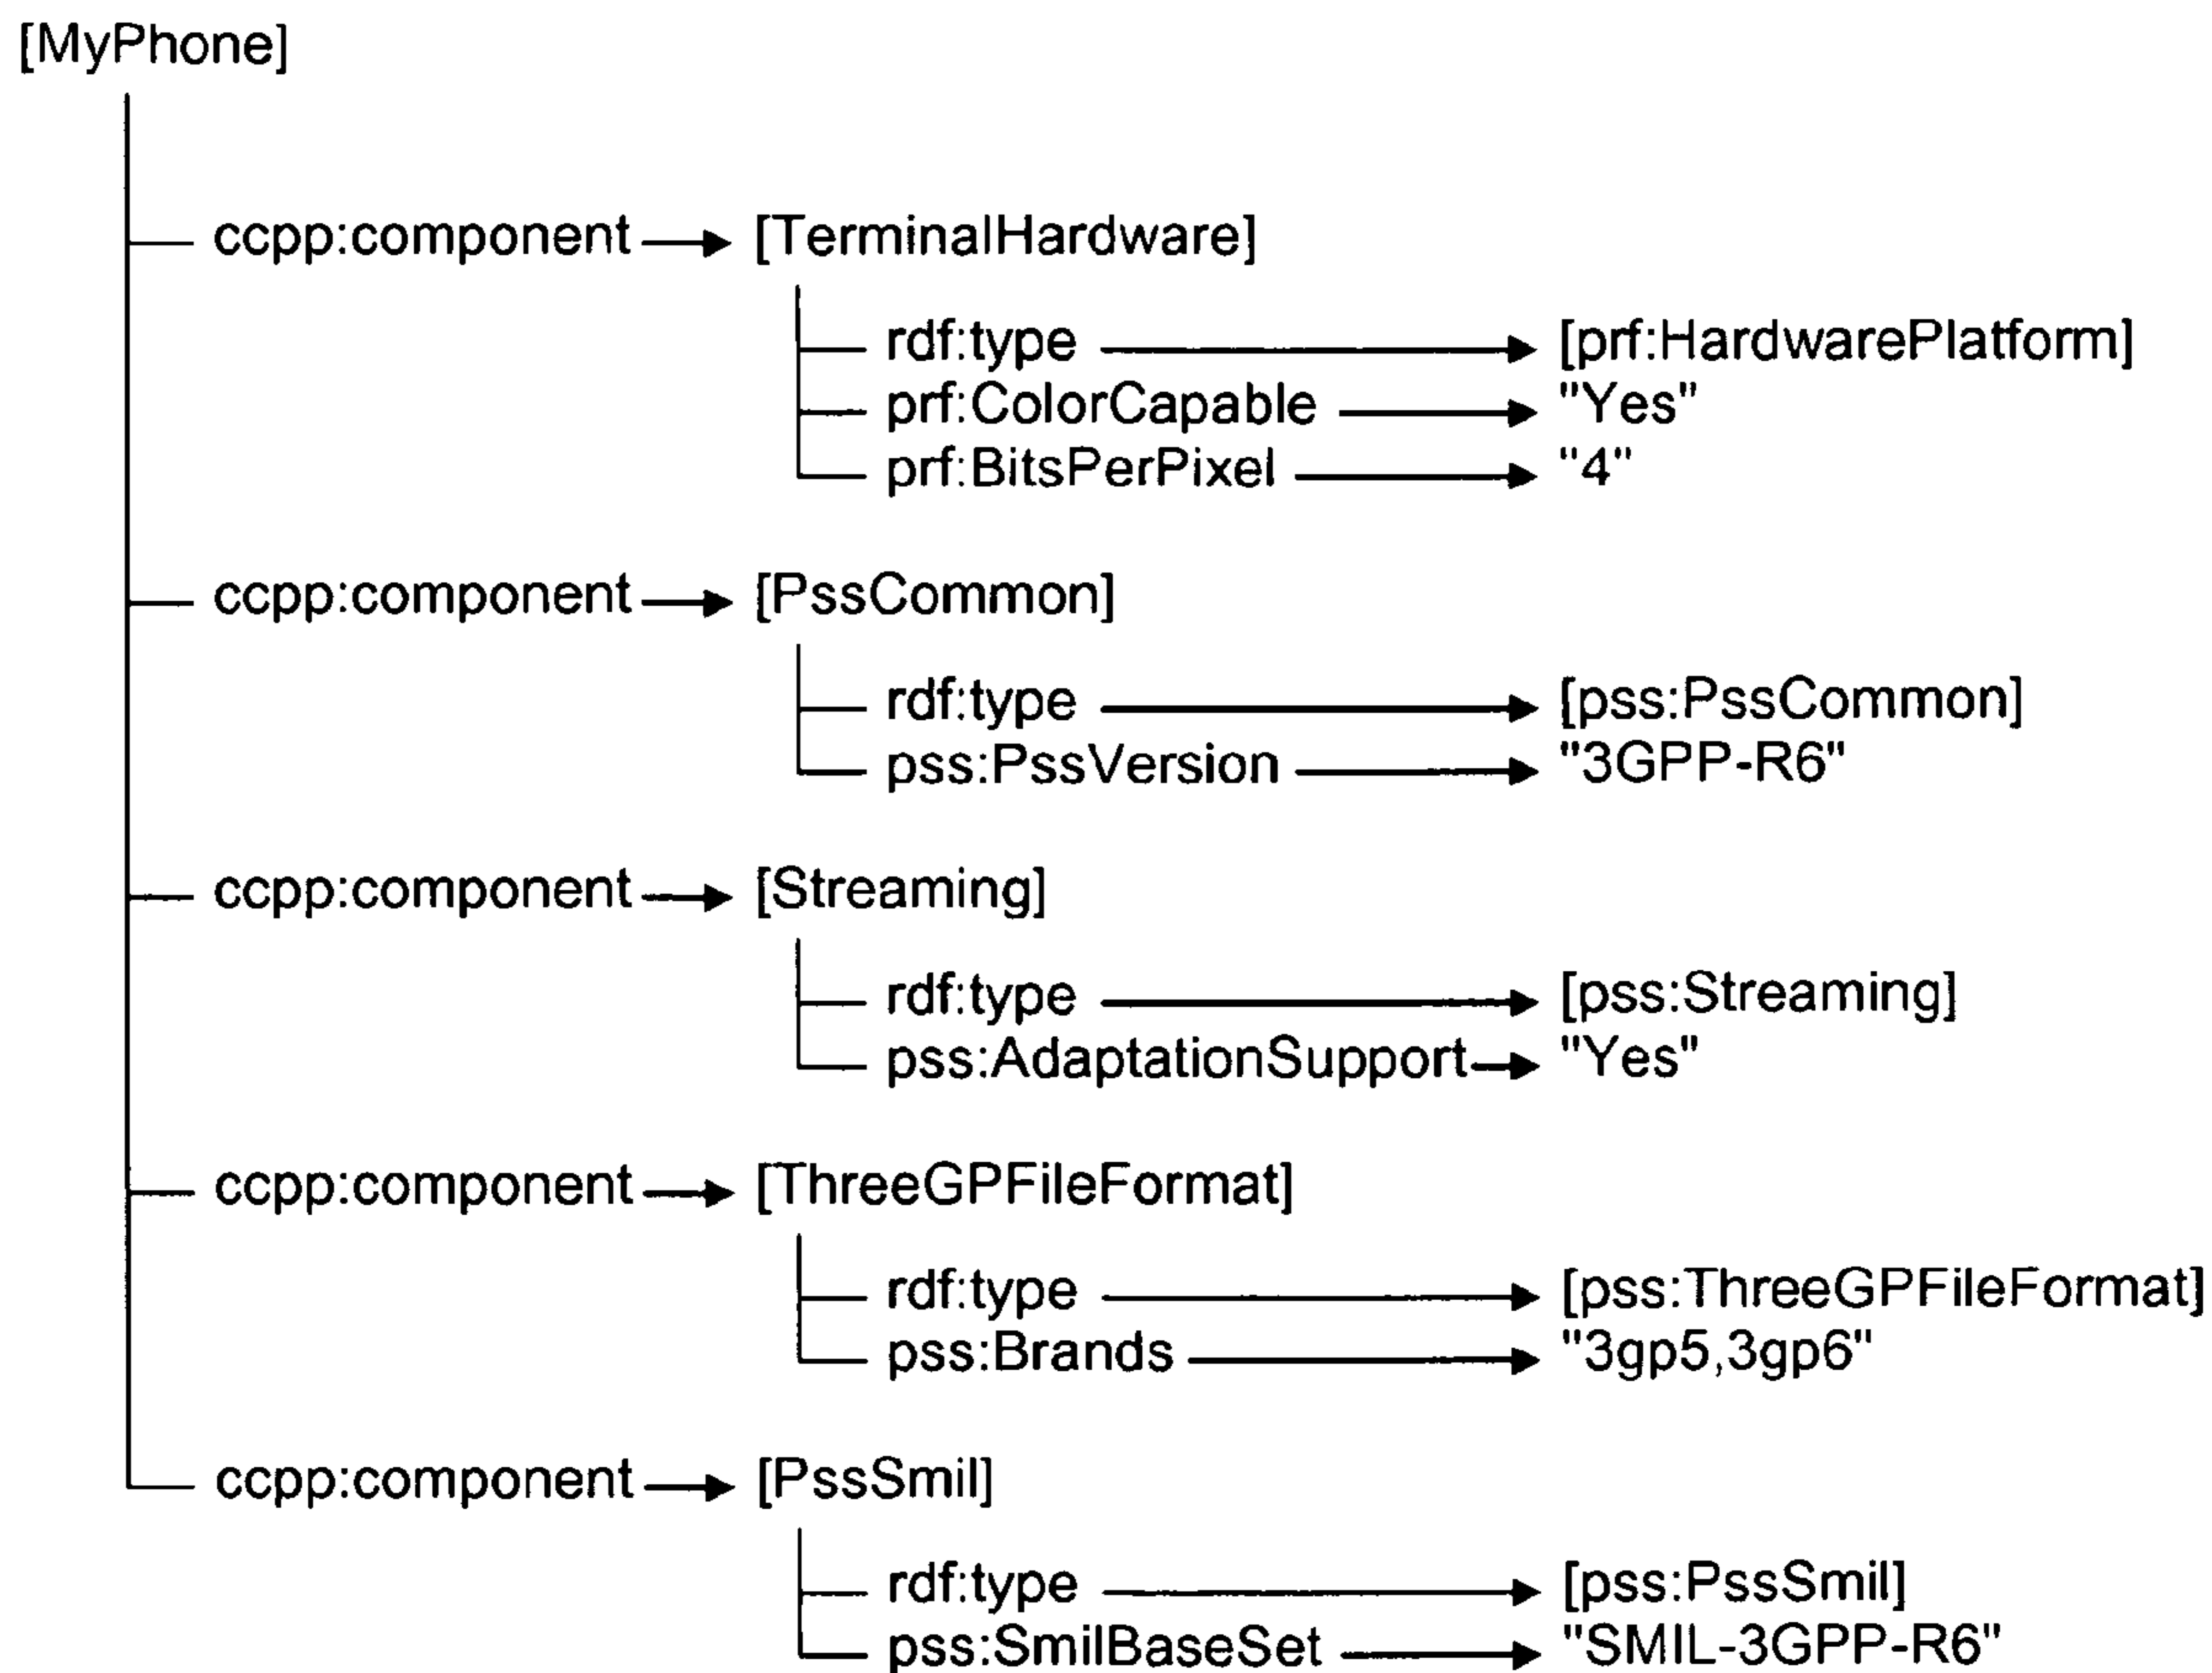 [MyPhone]
ccpp:component [TerminalHardware]
rdf:type [prf:HardwarePlatform]
prf:ColorCapable "Yes"
prf:BitsPerPixel "4"
ccpp:component [PssCommon]
rdf:type [pss:PssCommon]
pss:PssVersion "3GPP-R6"
ccpp:component [Streaming]
rdf:type [pss:Streaming]
pss:AdaptationSupport "Yes"
ccpp:component [ThreeGPFileFormat]
rdf:type [pss:ThreeGPFileFormat]
pss:Brands "3gp5,3gp6"
ccpp:component [PssSmil]
rdf:type [pss:PssSmil]
pss:SmilBaseSet "SMIL-3GPP-R6"